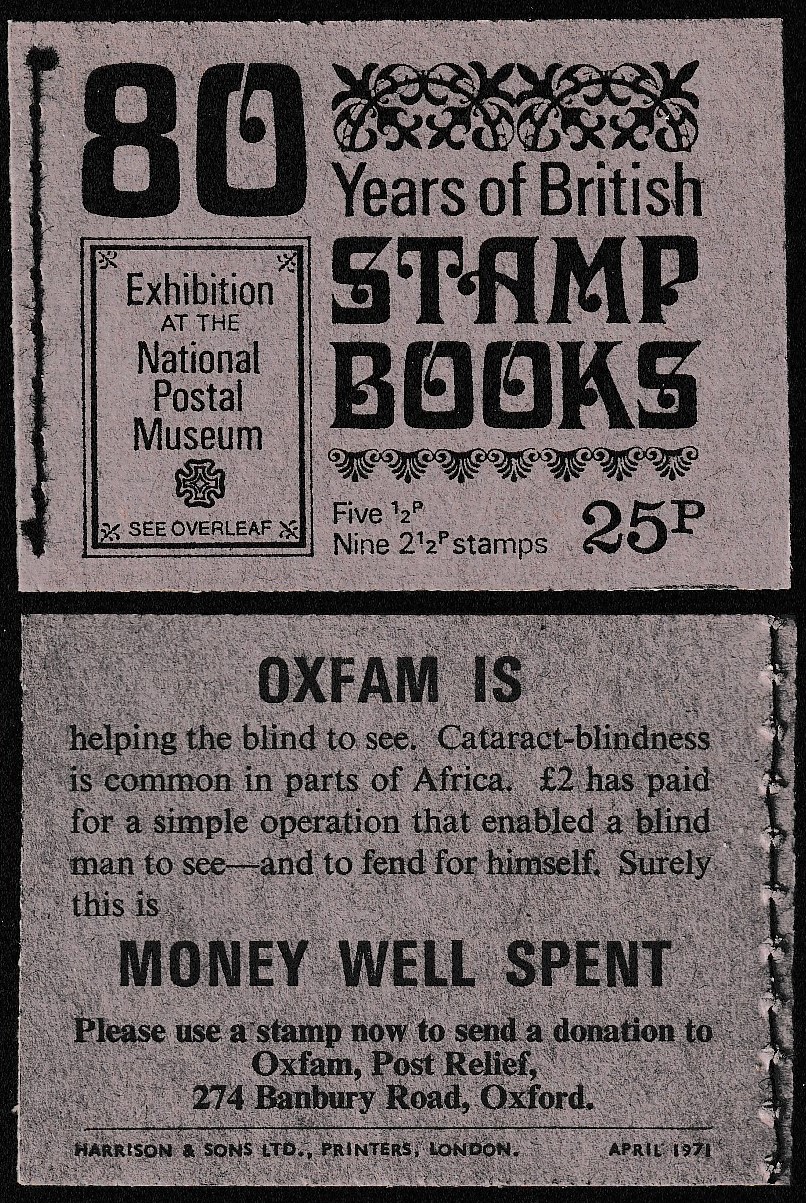 80
Years of British
STAMP
BOOKS
Exhibition
AT THE
National
Postal
Museum
SEE OVERLEAF
Five ½P
Nine 2½P stamps
25P
OXFAM IS
helping the blind to see. Cataract-blindness
is common in parts of Africa. £2 has paid
for a simple operation that enabled a blind
man to see—and to fend for himself. Surely
this is
MONEY WELL SPENT
Please use a stamp now to send a donation to
Oxfam, Post Relief,
274 Banbury Road, Oxford.
HARRISON & SONS LTD., PRINTERS, LONDON. APRIL 1971